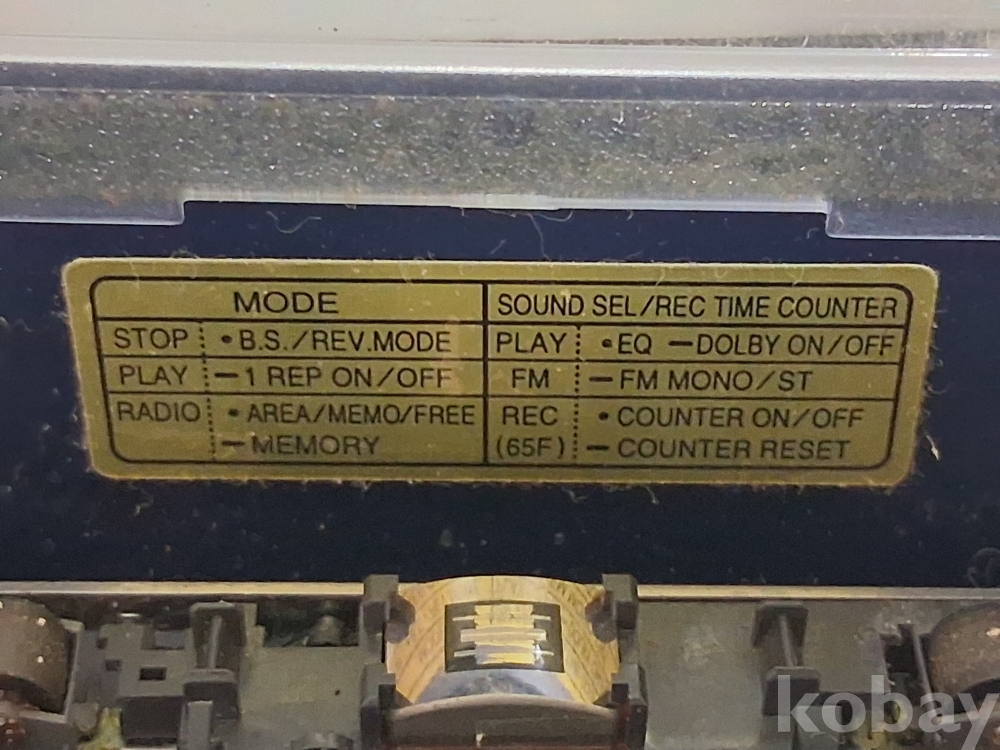 MODE
STOP • B.S./REV.MODE
PLAY — 1 REP ON/OFF
RADIO • AREA/MEMO/FREE
— MEMORY
SOUND SEL/REC TIME COUNTER
PLAY • EQ — DOLBY ON/OFF
FM — FM MONO/ST
REC • COUNTER ON/OFF
(65F) — COUNTER RESET
kobay